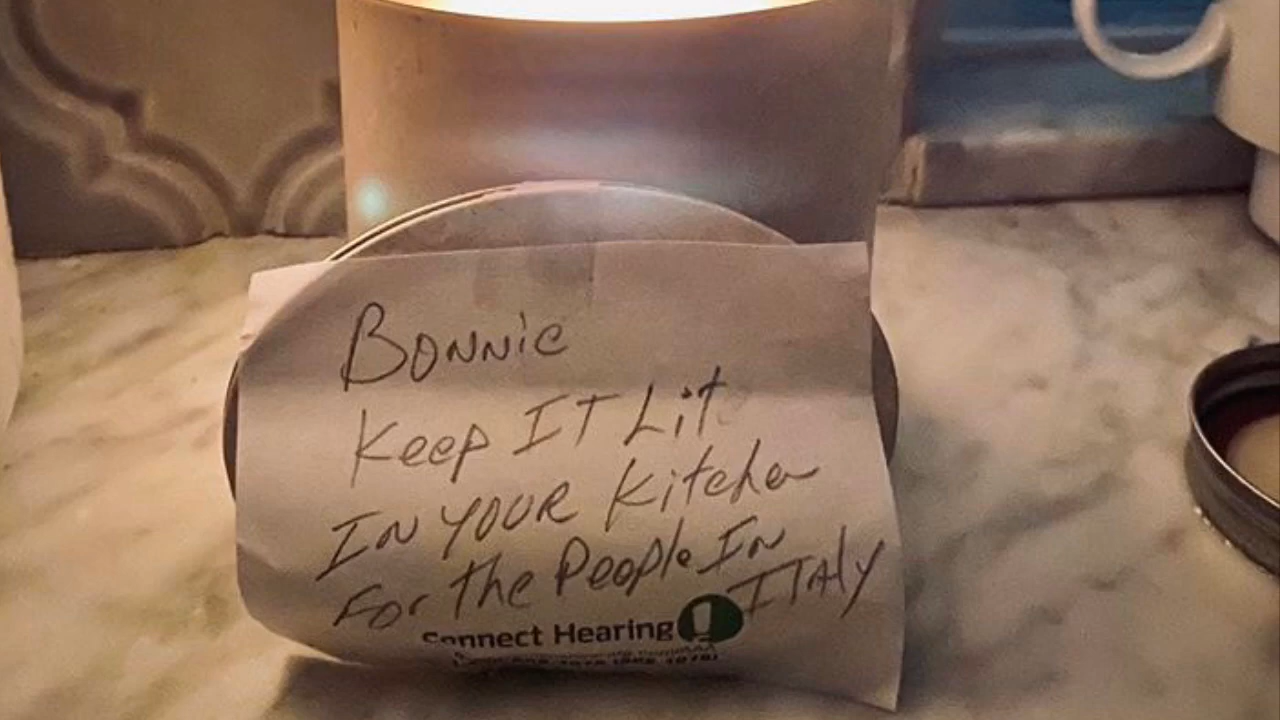 Bonnie
Keep IT Lit
IN YOUR Kitchen
For the People In
ITAly
Connect Hearing